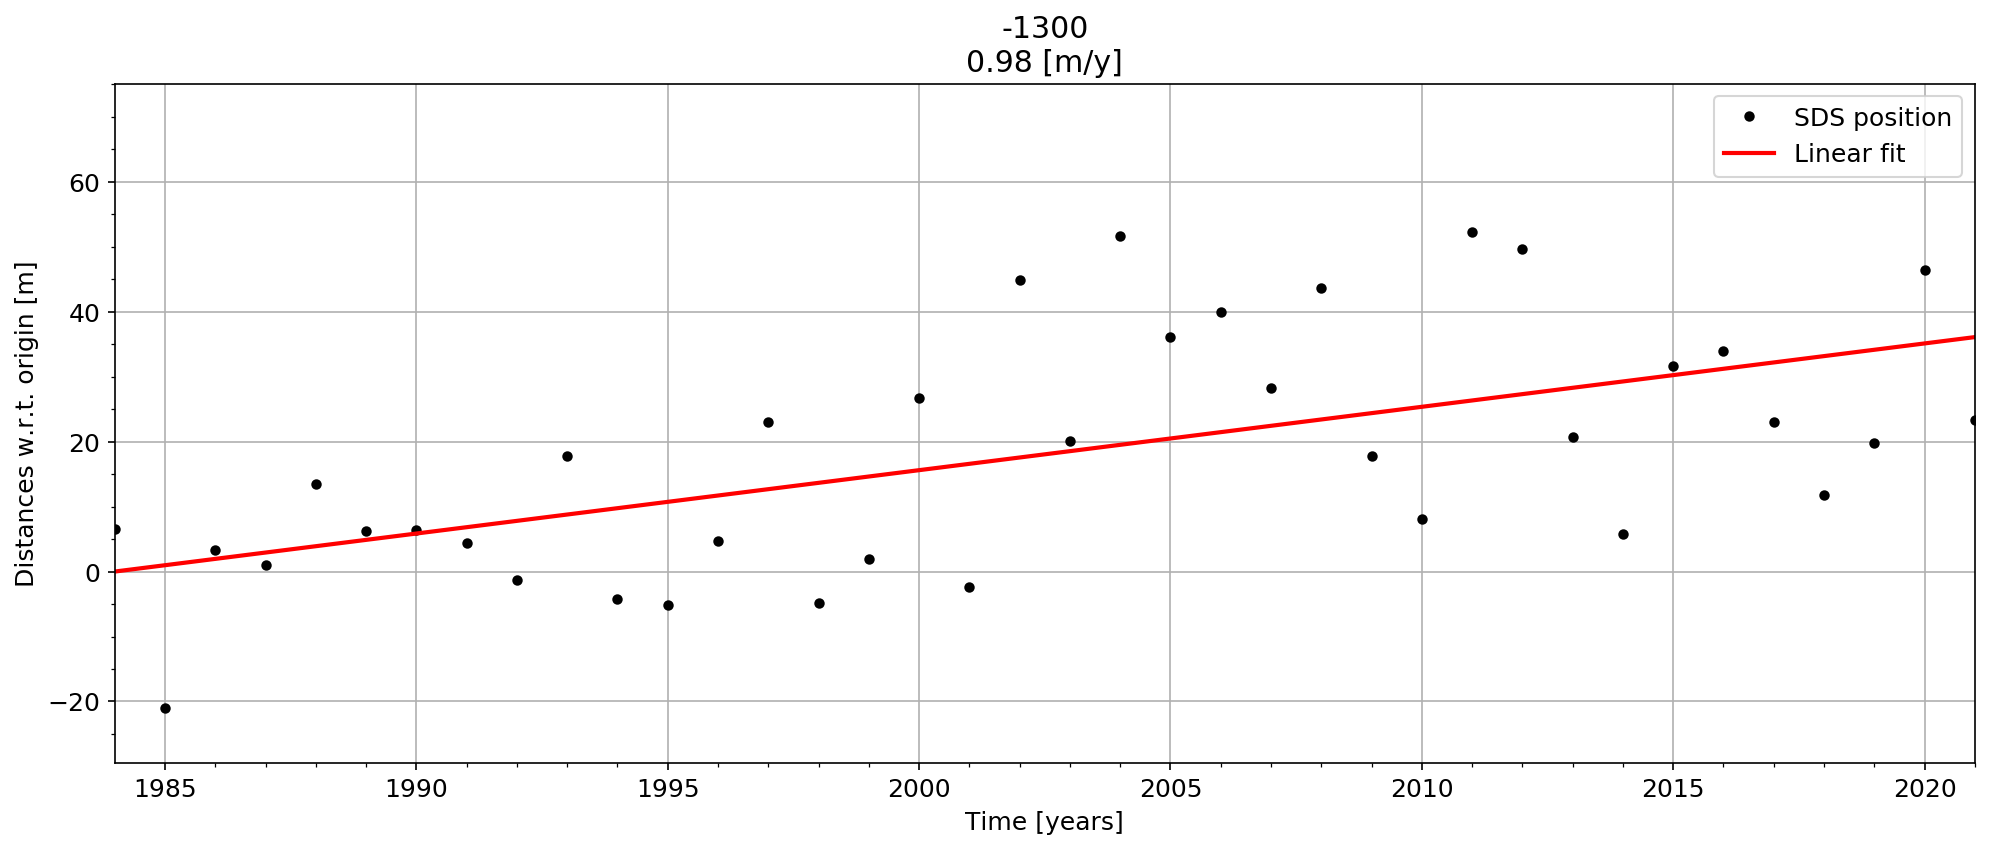 -1300
0.98 [m/y]
SDS position
Linear fit
Distances w.r.t. origin [m]
60
40
20
0
−20
1985
1990
1995
2000
2005
2010
2015
2020
Time [years]